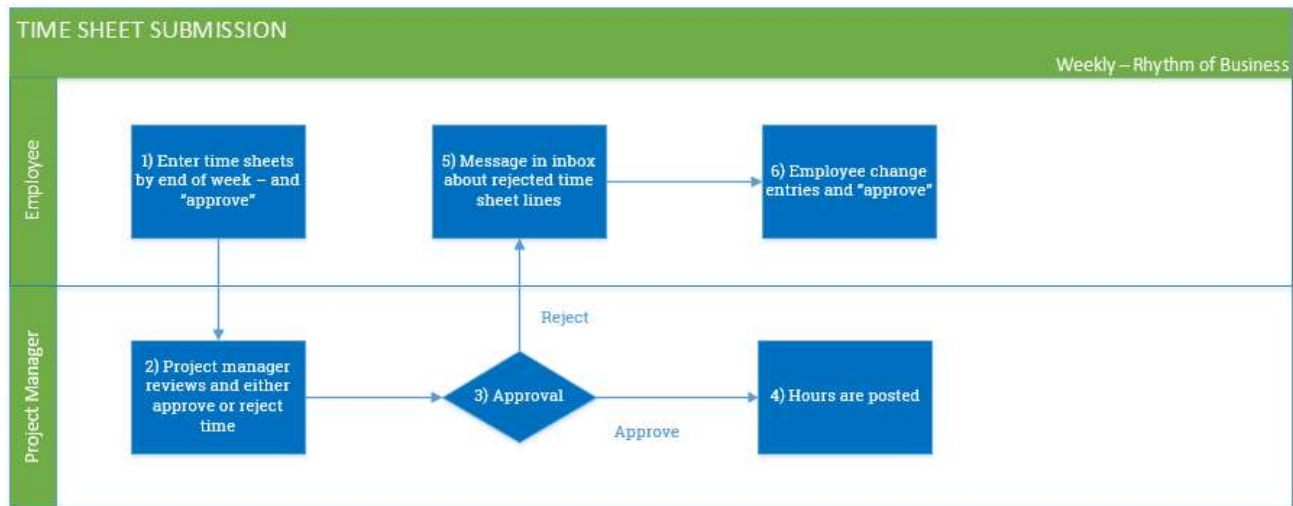 TIME SHEET SUBMISSION
Weekly – Rhythm of Business
Employee
1) Enter time sheets
by end of week – and
“approve”
5) Message in inbox
about rejected time
sheet lines
6) Employee change
entries and “approve”
Reject
Project Manager
2) Project manager
reviews and either
approve or reject
time
3) Approval
4) Hours are posted
Approve